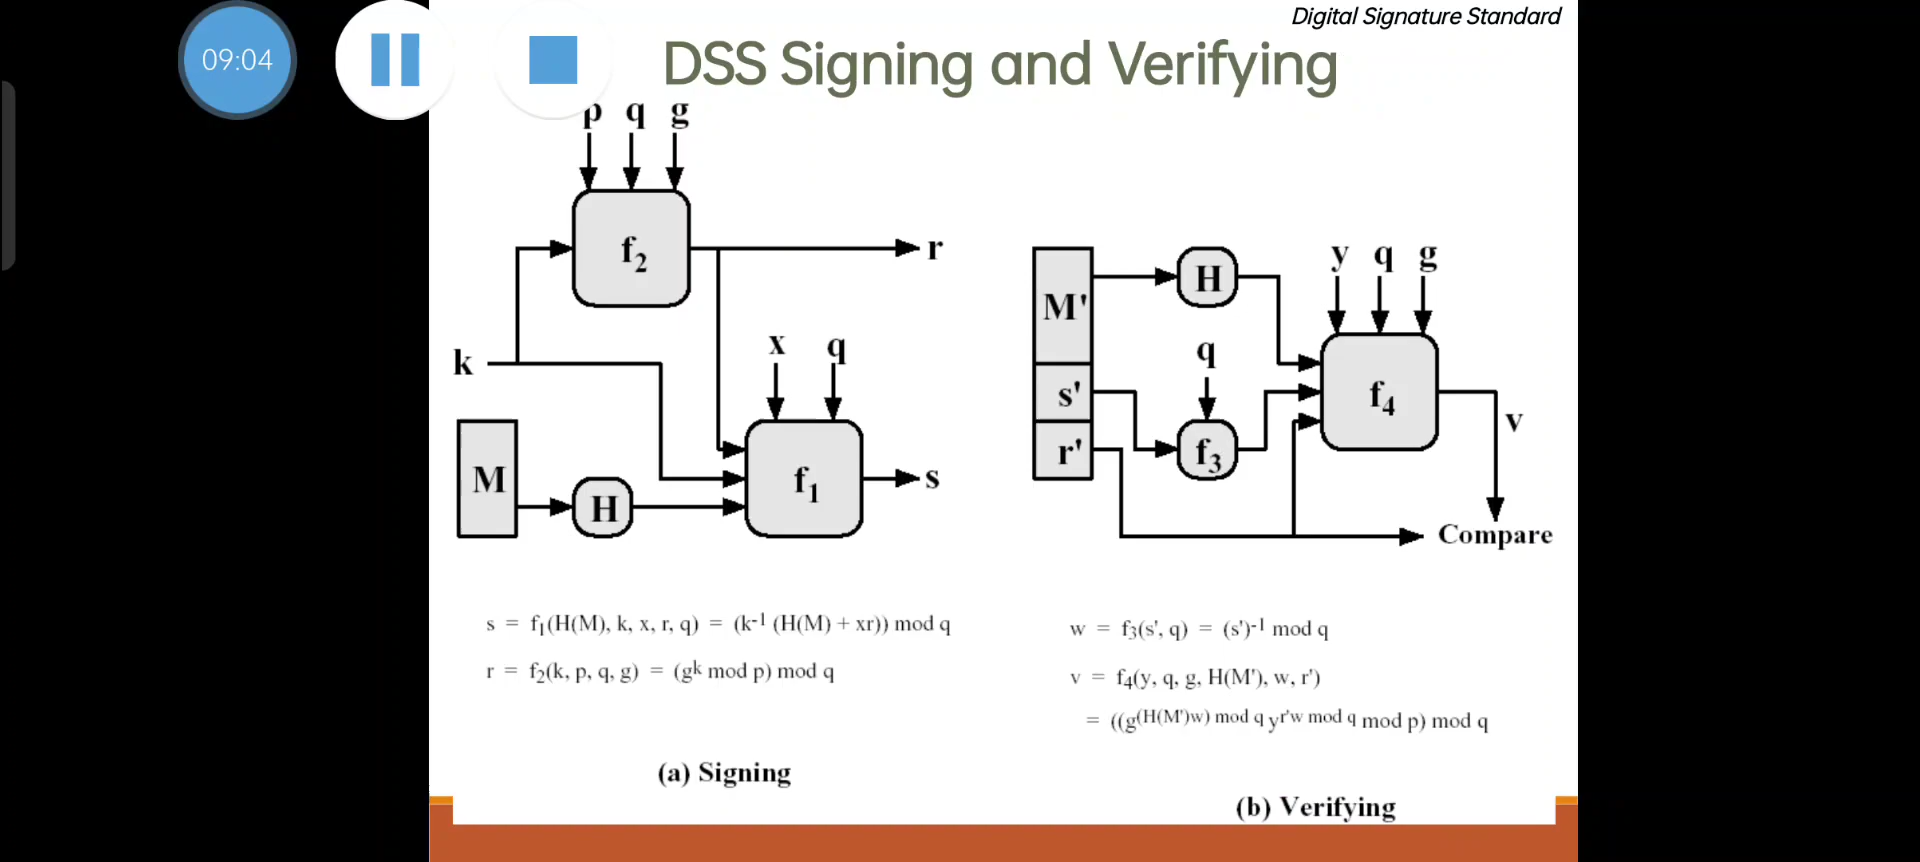 09:04
Digital Signature Standard
DSS Signing and Verifying
p q g
f2
r
k
x q
M
H
f1
s
M'
H
y q g
q
s'
f4
r'
f3
v
Compare
s = f1(H(M), k, x, r, q) = (k-1 (H(M) + xr)) mod q
r = f2(k, p, q, g) = (gk mod p) mod q
(a) Signing
w = f3(s', q) = (s')-1 mod q
v = f4(y, q, g, H(M'), w, r')
= ((g(H(M')w) mod q yr'w mod q mod p) mod q
(b) Verifying